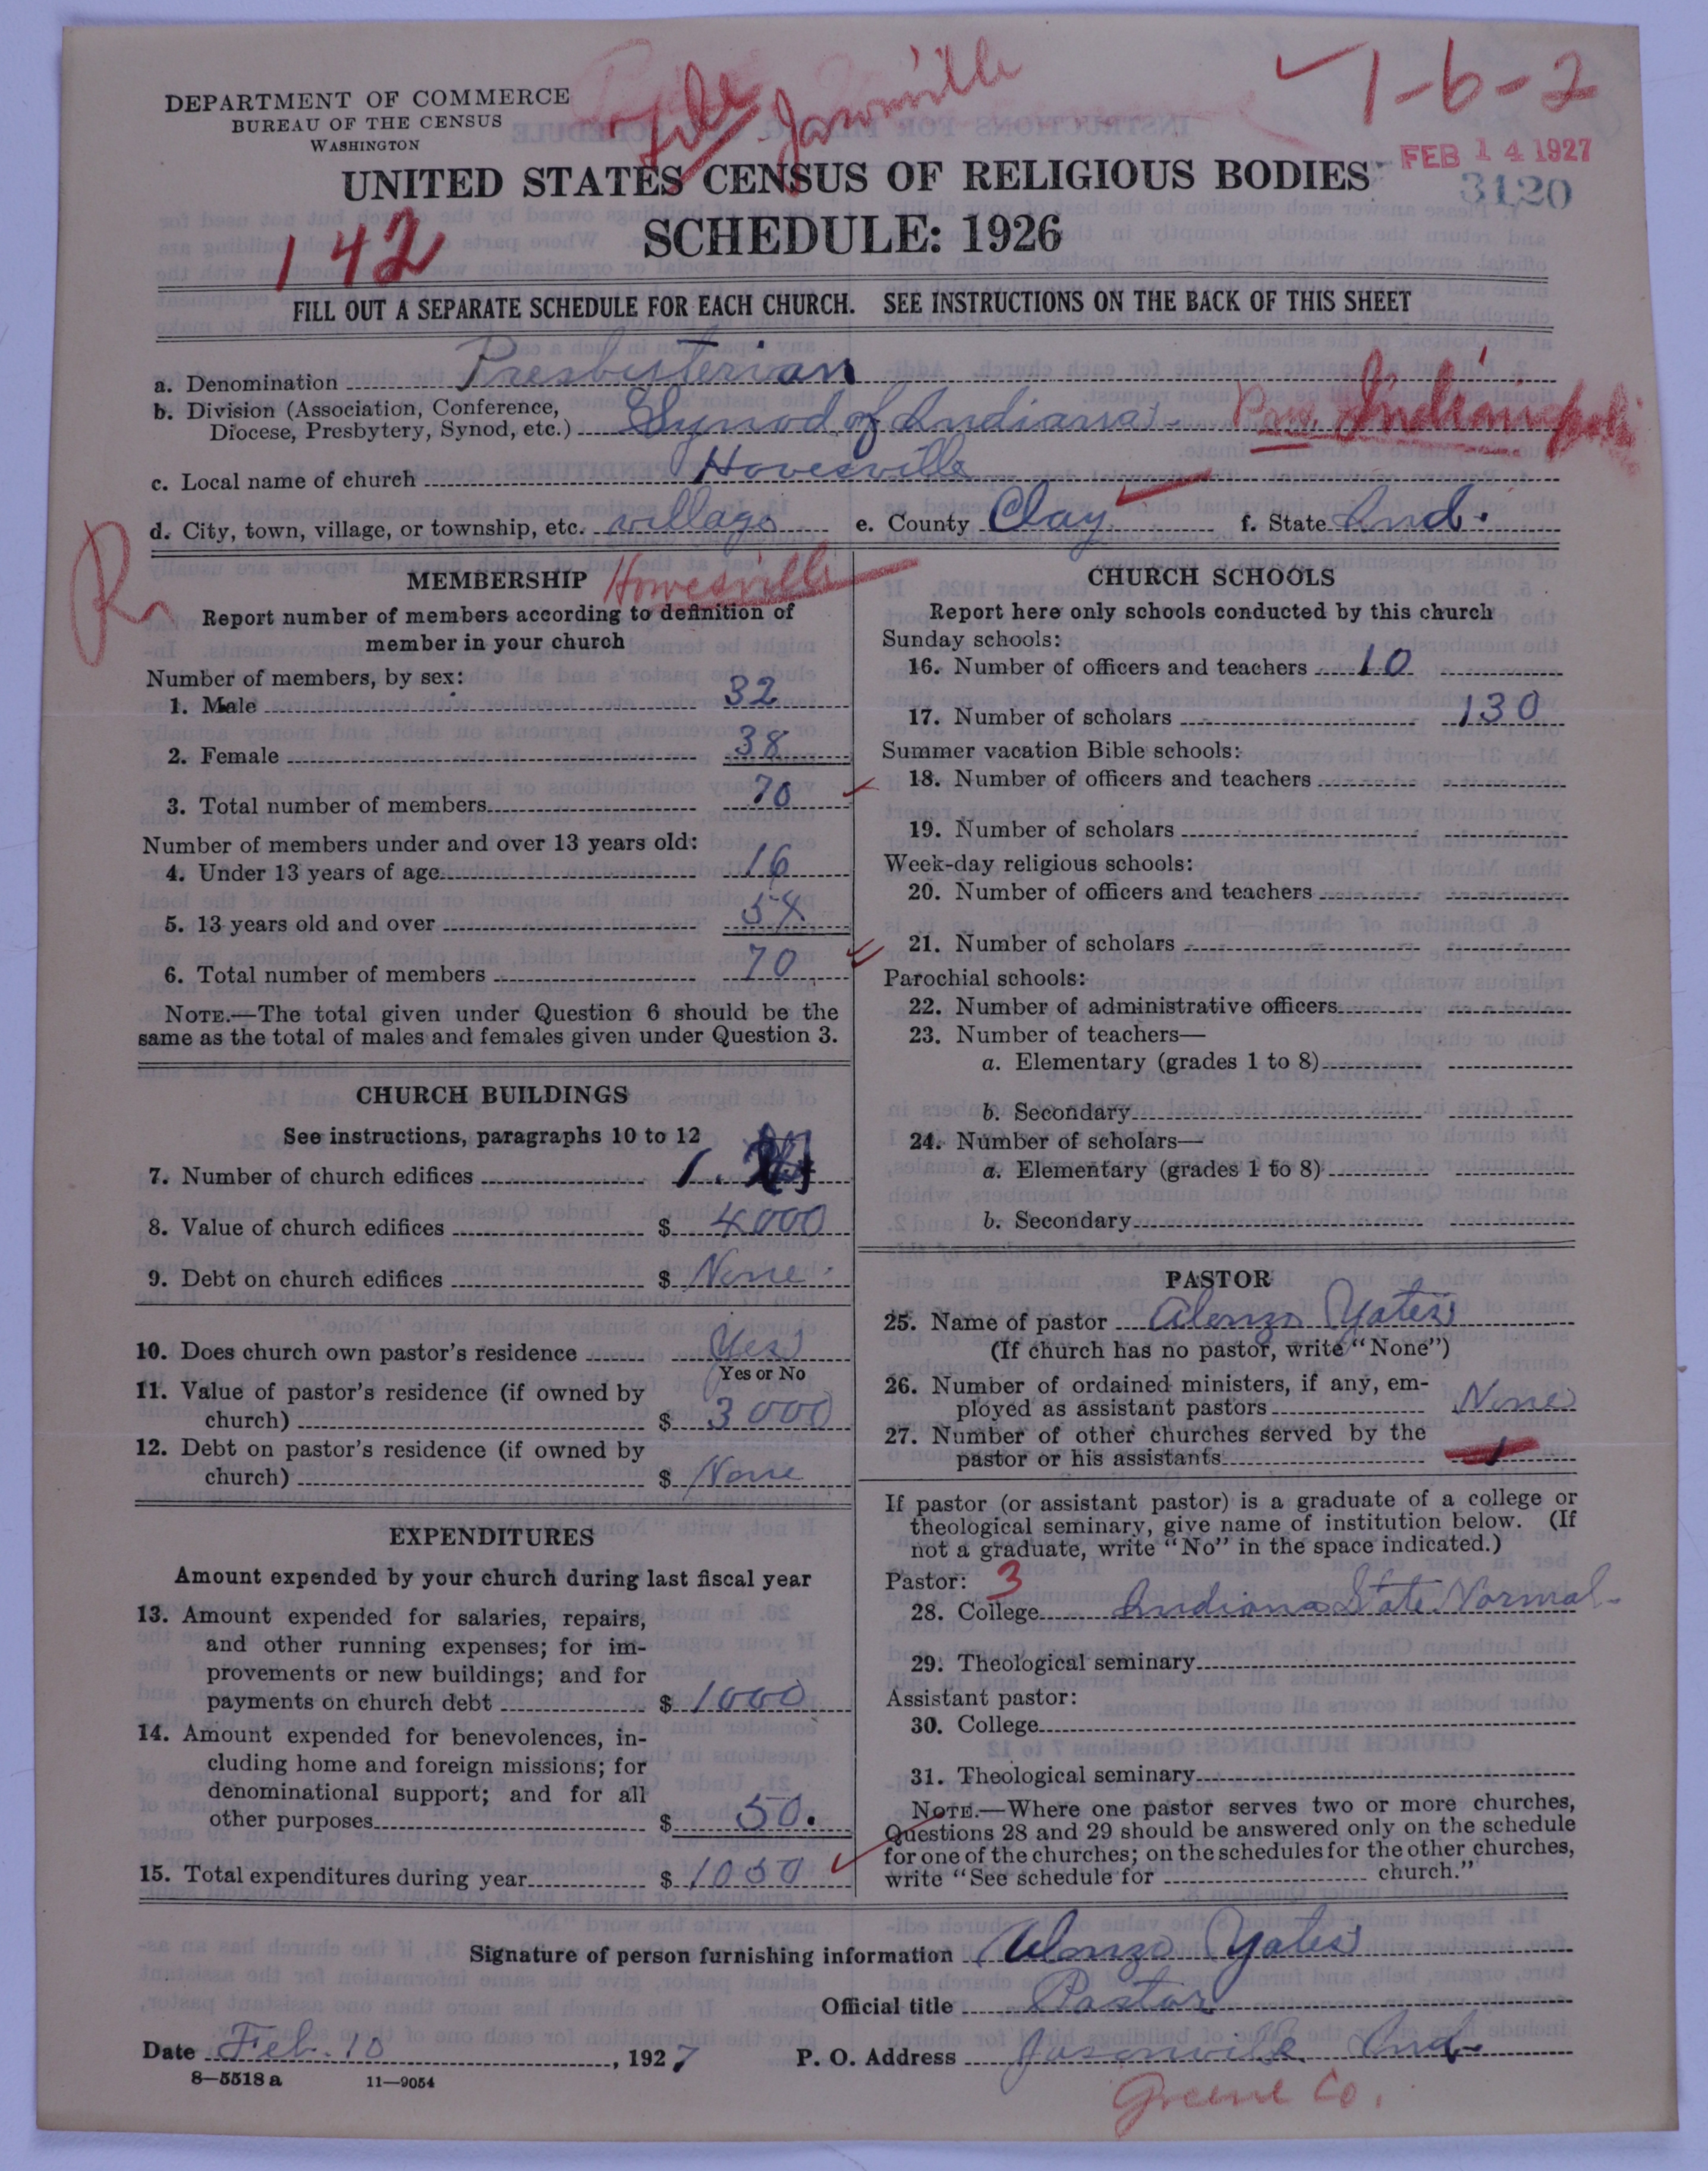 File Jasonville
1-6-2
DEPARTMENT OF COMMERCE
BUREAU OF THE CENSUS
WASHINGTON
FEB 14 1927
3120
UNITED STATES CENSUS OF RELIGIOUS BODIES
142
SCHEDULE: 1926
FILL OUT A SEPARATE SCHEDULE FOR EACH CHURCH. SEE INSTRUCTIONS ON THE BACK OF THIS SHEET
a. Denomination Presbyterian
b. Division (Association, Conference, Diocese, Presbytery, Synod, etc.) Synod of Indiana Indianapolis
c. Local name of church Howesville
d. City, town, village, or township, etc. village e. County Clay f. State Ind.
R
MEMBERSHIP Howesville
Report number of members according to definition of
member in your church
Number of members, by sex:
1. Male 32
2. Female 38
3. Total number of members 70
Number of members under and over 13 years old:
4. Under 13 years of age 16
5. 13 years old and over 54
6. Total number of members 70
NOTE.—The total given under Question 6 should be the
same as the total of males and females given under Question 3.
CHURCH BUILDINGS
See instructions, paragraphs 10 to 12
7. Number of church edifices 1.
8. Value of church edifices $ 4000
9. Debt on church edifices $ None
10. Does church own pastor's residence Yes
Yes or No
11. Value of pastor's residence (if owned by
church) $ 3000
12. Debt on pastor's residence (if owned by
church) $ None
EXPENDITURES
Amount expended by your church during last fiscal year
13. Amount expended for salaries, repairs,
and other running expenses; for im-
provements or new buildings; and for
payments on church debt $ 1000
14. Amount expended for benevolences, in-
cluding home and foreign missions; for
denominational support; and for all
other purposes $ 50.
15. Total expenditures during year $ 1050
CHURCH SCHOOLS
Report here only schools conducted by this church
Sunday schools:
16. Number of officers and teachers 10
17. Number of scholars 130
Summer vacation Bible schools:
18. Number of officers and teachers
19. Number of scholars
Week-day religious schools:
20. Number of officers and teachers
21. Number of scholars
Parochial schools:
22. Number of administrative officers
23. Number of teachers—
a. Elementary (grades 1 to 8)
b. Secondary
24. Number of scholars—
a. Elementary (grades 1 to 8)
b. Secondary
PASTOR
25. Name of pastor Alonzo Yates
(If church has no pastor, write "None")
26. Number of ordained ministers, if any, em-
ployed as assistant pastors None
27. Number of other churches served by the
pastor or his assistants 1
If pastor (or assistant pastor) is a graduate of a college or
theological seminary, give name of institution below. (If
not a graduate, write "No" in the space indicated.)
Pastor: 3
28. College Indiana State Normal
29. Theological seminary
Assistant pastor:
30. College
31. Theological seminary
NOTE.—Where one pastor serves two or more churches,
Questions 28 and 29 should be answered only on the schedule
for one of the churches; on the schedules for the other churches,
write "See schedule for church."
Signature of person furnishing information Alonzo Yates
Official title Pastor
Date Feb. 10, 1927 P. O. Address Jasonville Ind.
8—5518 a 11—9054
Greene Co.